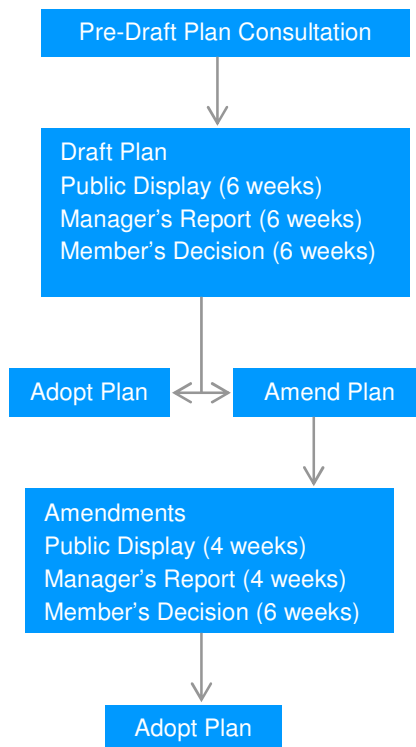 Pre-Draft Plan Consultation
Draft Plan
Public Display (6 weeks)
Manager's Report (6 weeks)
Member's Decision (6 weeks)
Adopt Plan
Amend Plan
Amendments
Public Display (4 weeks)
Manager's Report (4 weeks)
Member's Decision (6 weeks)
Adopt Plan